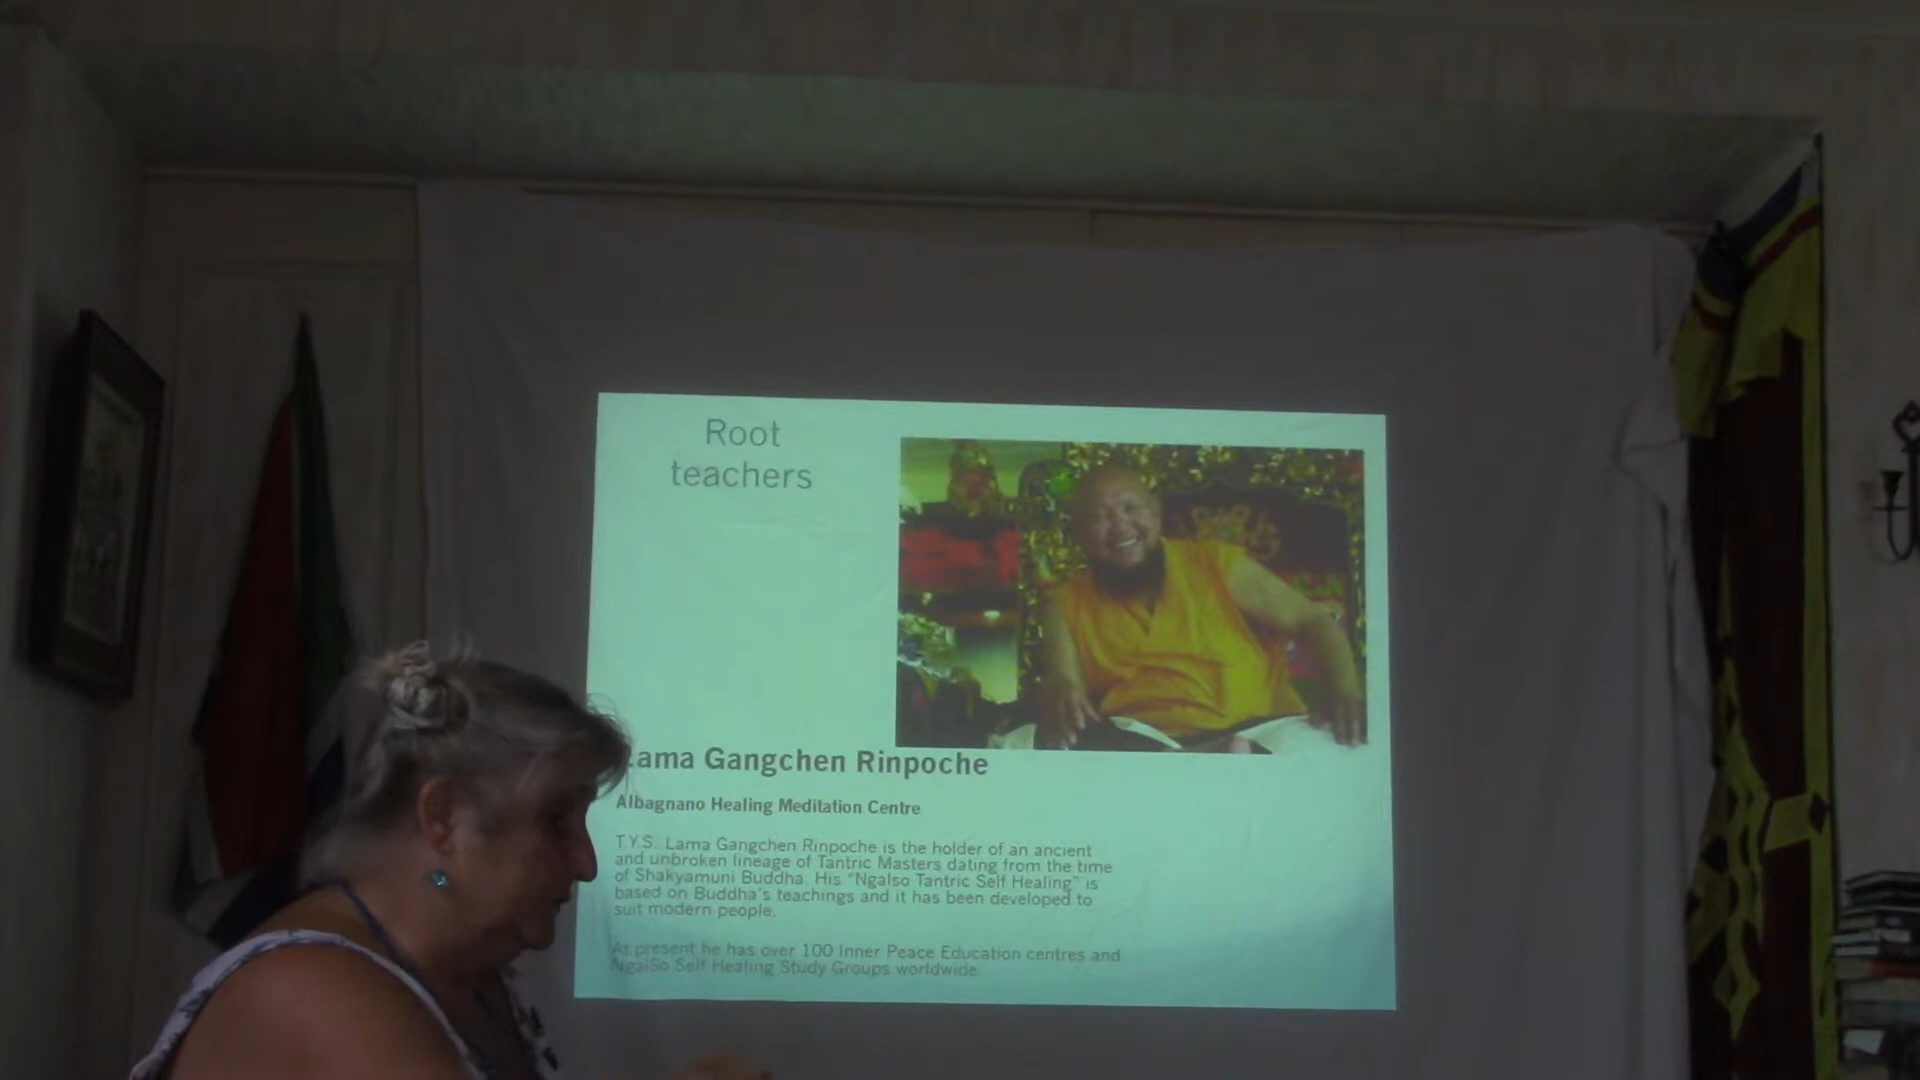 Root
teachers
Lama Gangchen Rinpoche
Albagnano Healing Meditation Centre
T.Y.S. Lama Gangchen Rinpoche is the holder of an ancient
and unbroken lineage of Tantric Masters dating from the time
of Shakyamuni Buddha. His "Ngalso Tantric Self Healing" is
based on Buddha's teachings and it has been developed to
suit modern people.
At present he has over 100 Inner Peace Education centres and
NgalSo Self Healing Study Groups worldwide.